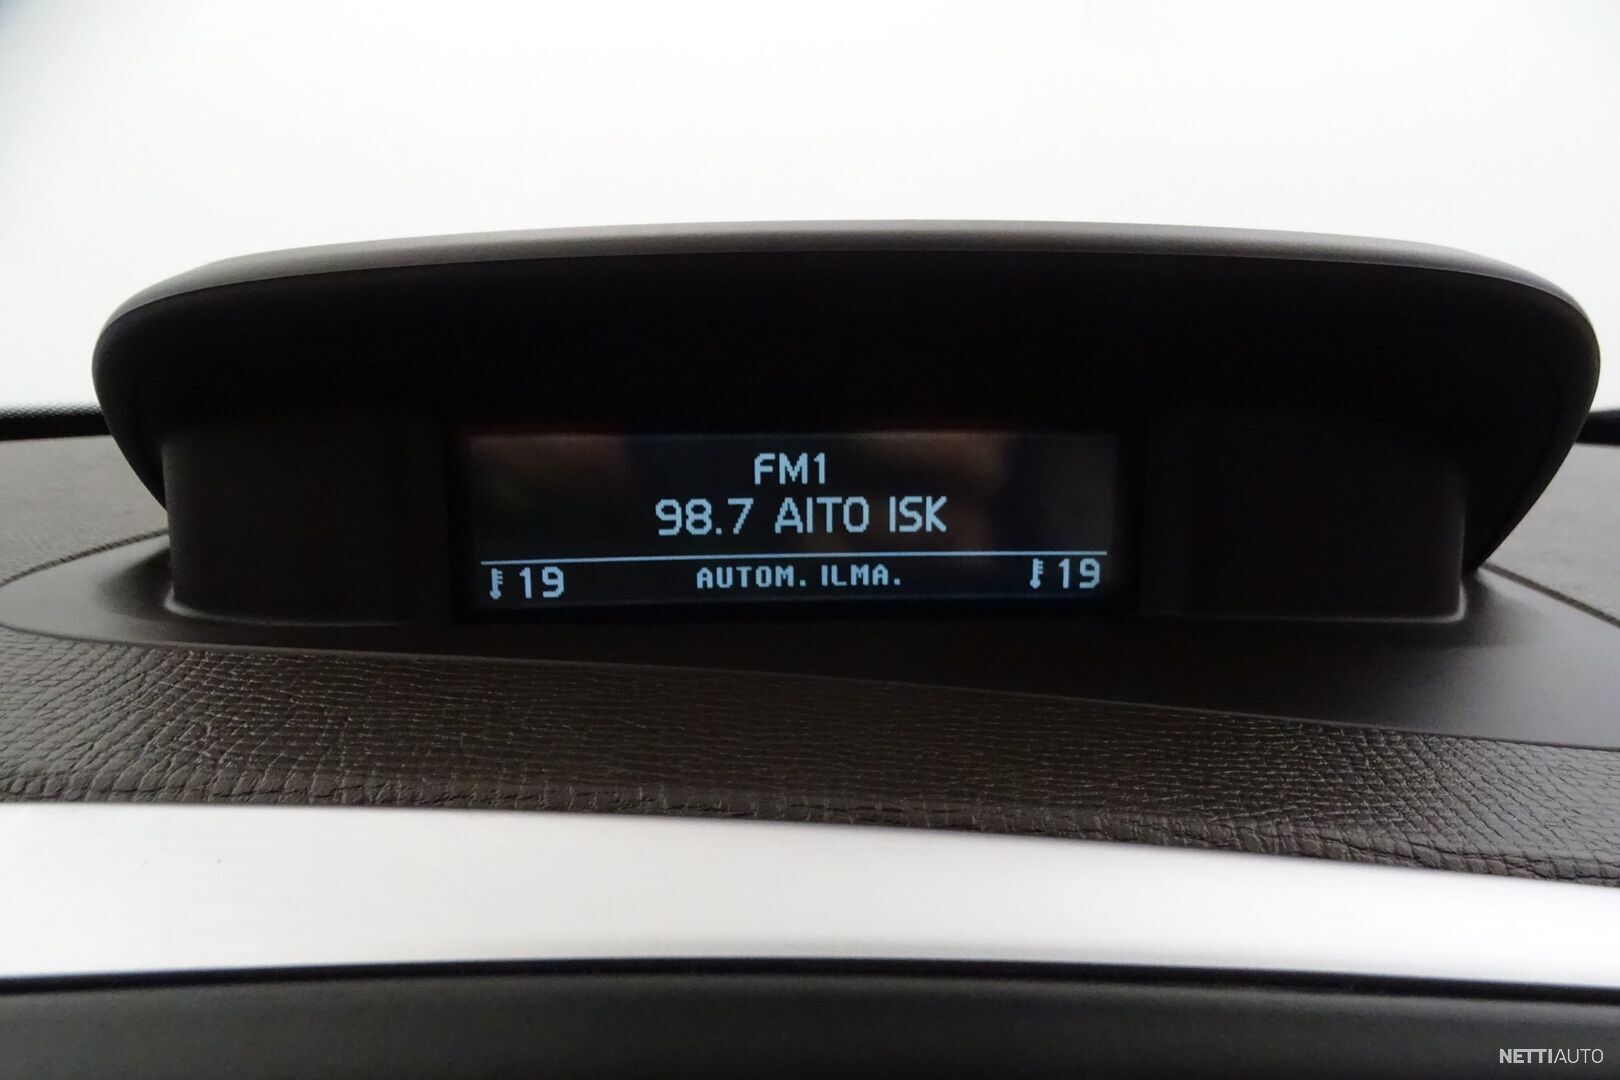 FM1
98.7 AITO ISK
19 AUTOM. ILMA. 19
NETTIAUTO